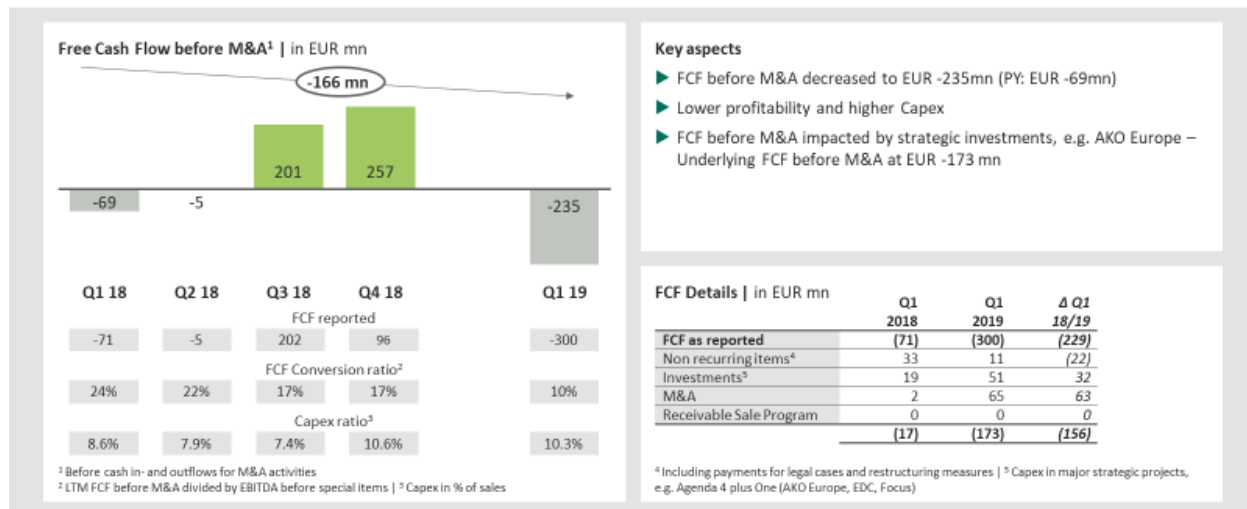 Free Cash Flow before M&A¹ | in EUR mn
-166 mn
201
257
-69
-5
-235
Q1 18 Q2 18 Q3 18 Q4 18 Q1 19
FCF reported
-71 -5 202 96 -300
FCF Conversion ratio²
24% 22% 17% 17% 10%
Capex ratio³
8.6% 7.9% 7.4% 10.6% 10.3%
¹ Before cash in- and outflows for M&A activities
² LTM FCF before M&A divided by EBITDA before special items | ³ Capex in % of sales
Key aspects
▶ FCF before M&A decreased to EUR -235mn (PY: EUR -69mn)
▶ Lower profitability and higher Capex
▶ FCF before M&A impacted by strategic investments, e.g. AKO Europe –
Underlying FCF before M&A at EUR -173 mn
FCF Details | in EUR mn
Q1 Q1 Δ Q1
2018 2019 18/19
FCF as reported (71) (300) (229)
Non recurring items⁴ 33 11 (22)
Investments⁵ 19 51 32
M&A 2 65 63
Receivable Sale Program 0 0 0
(17) (173) (156)
⁴ Including payments for legal cases and restructuring measures | ⁵ Capex in major strategic projects,
e.g. Agenda 4 plus One (AKO Europe, EDC, Focus)